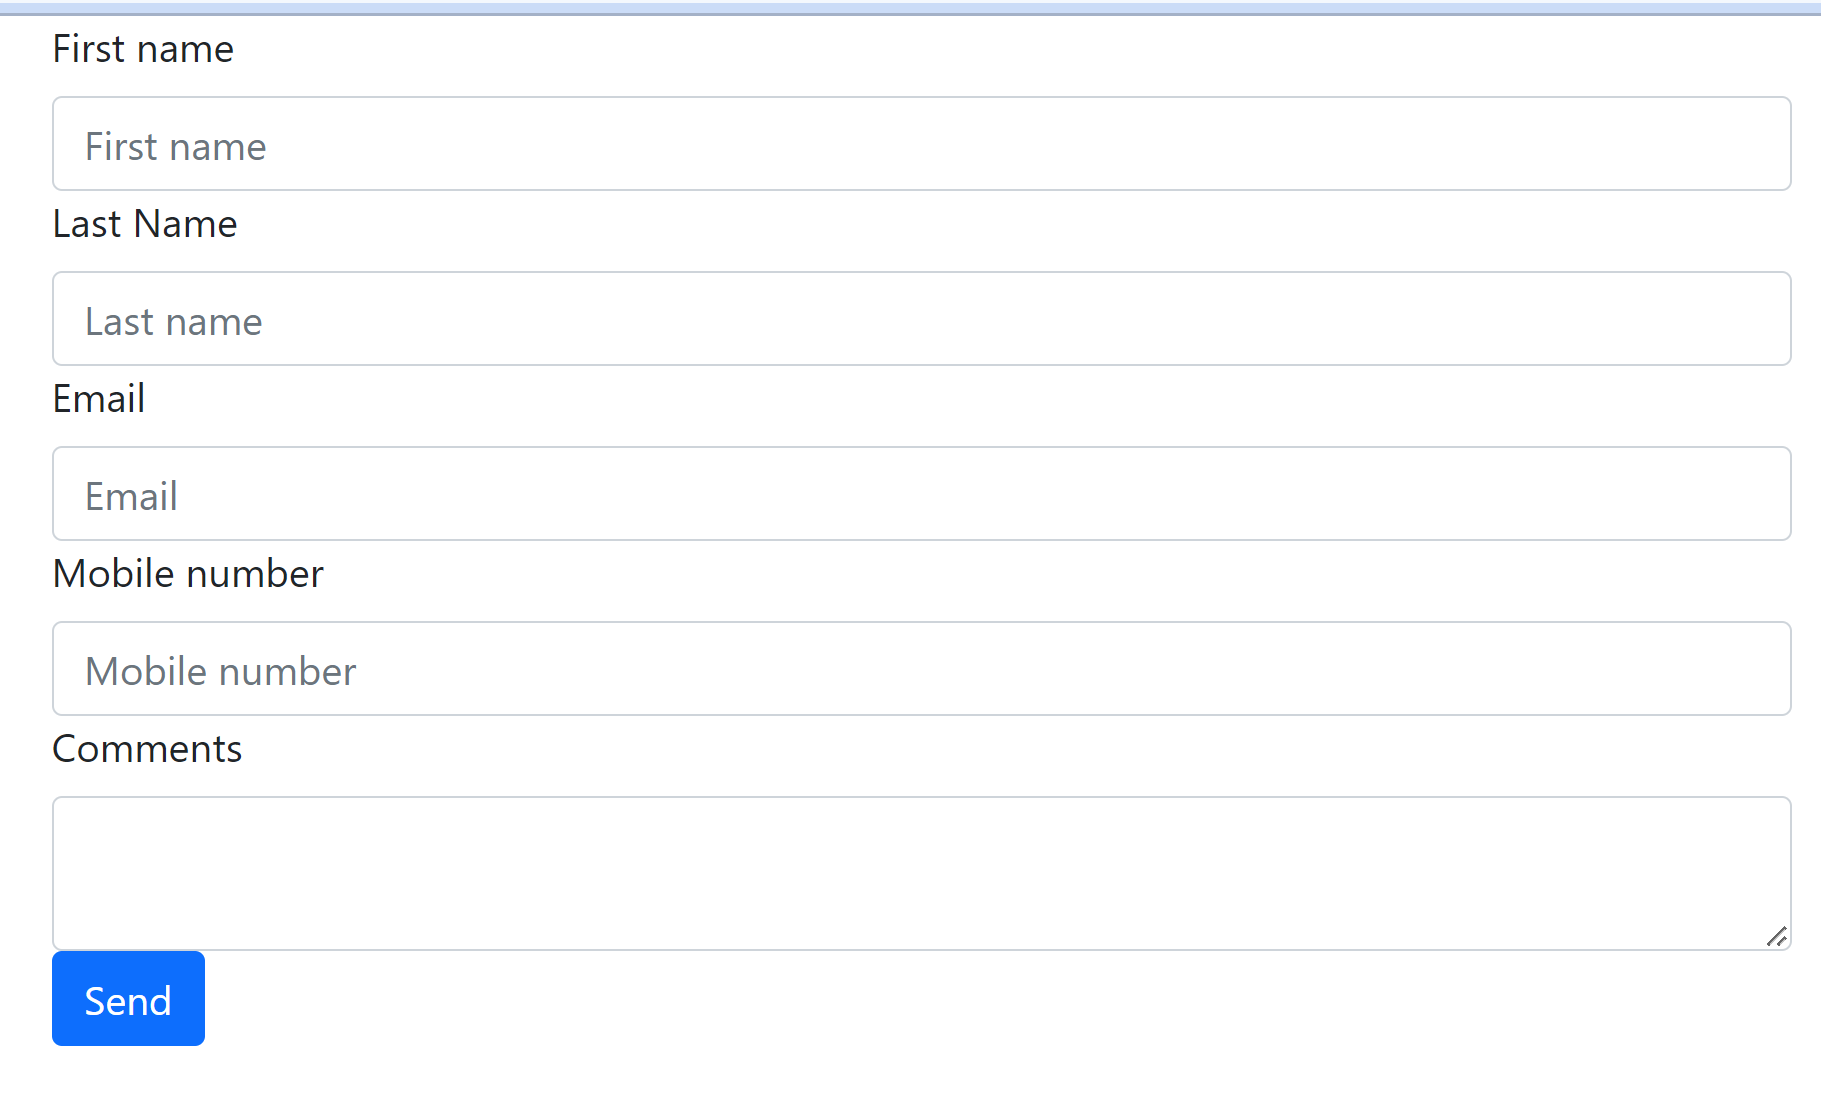 First name
First name
Last Name
Last name
Email
Email
Mobile number
Mobile number
Comments
Send